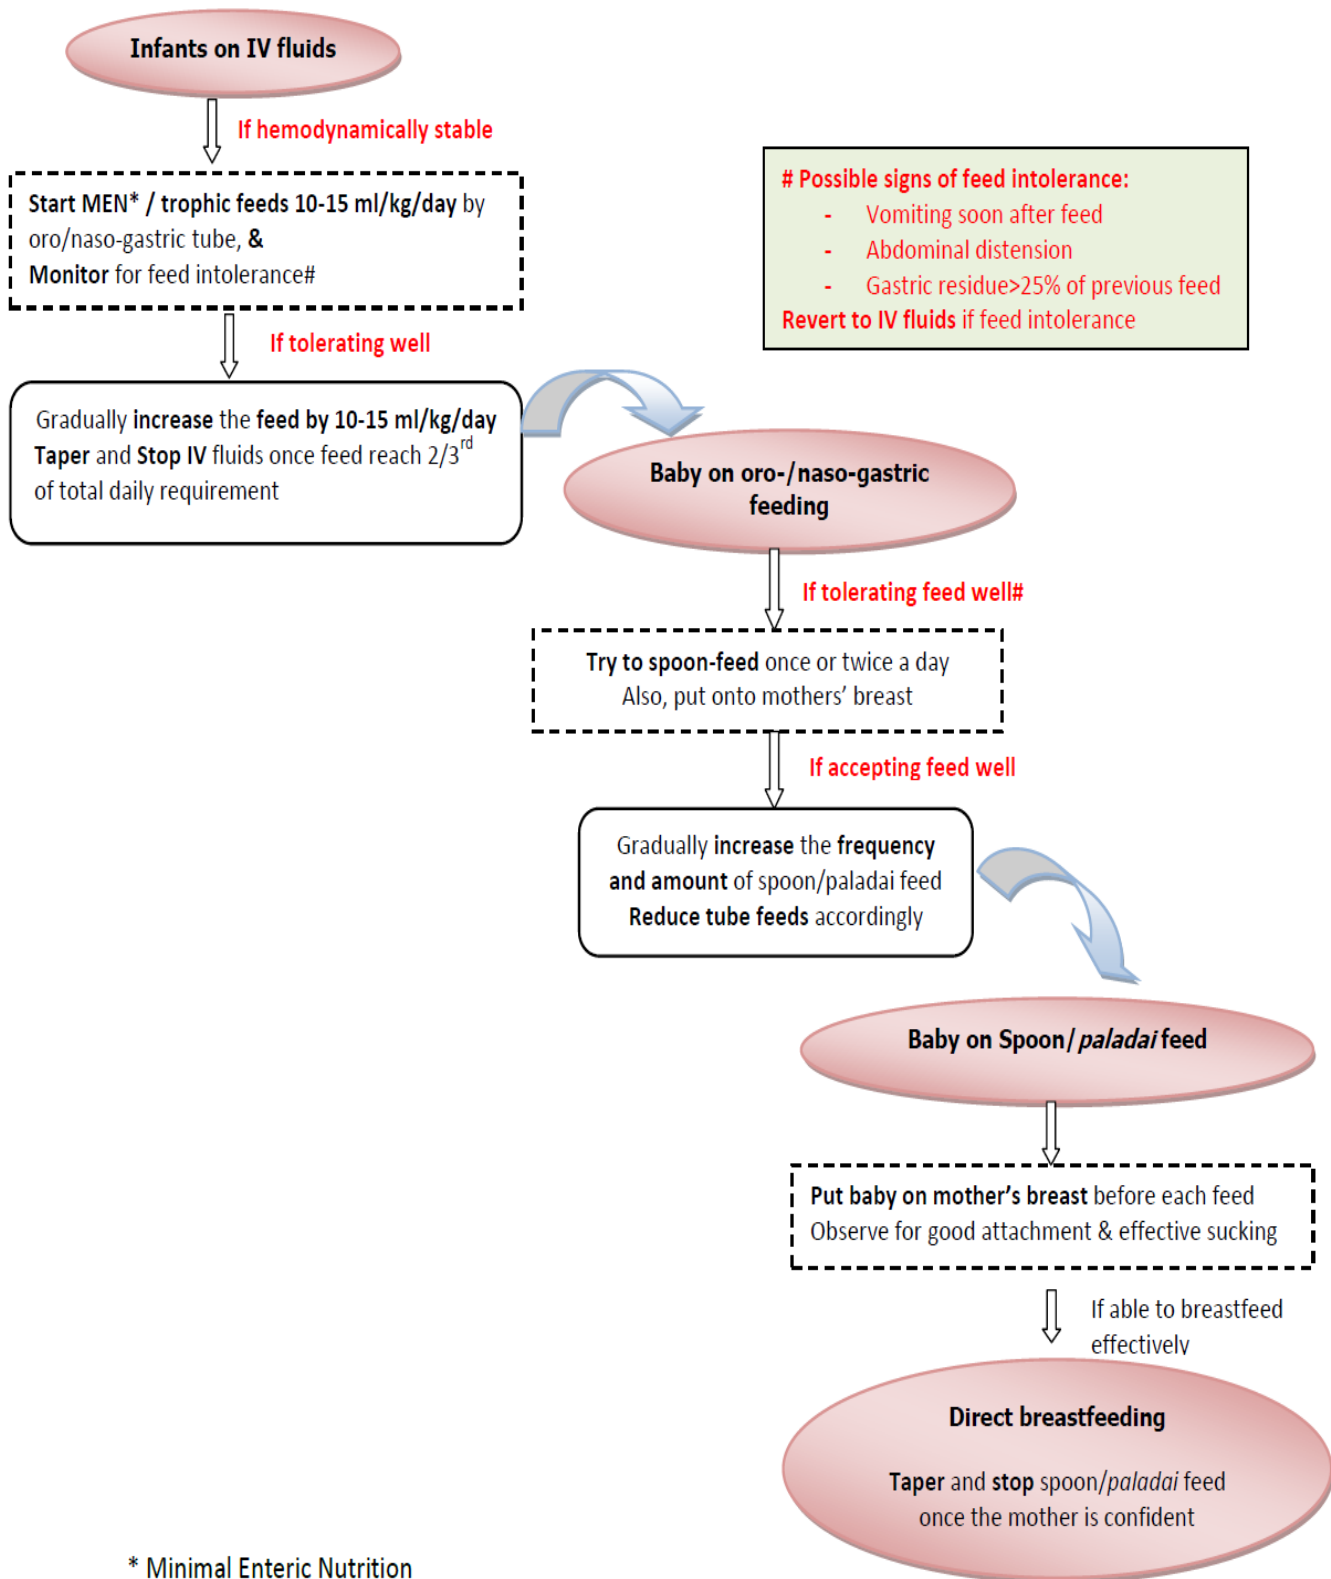 Infants on IV fluids
If hemodynamically stable
Start MEN* / trophic feeds 10-15 ml/kg/day by
oro/naso-gastric tube, &
Monitor for feed intolerance#
# Possible signs of feed intolerance:
- Vomiting soon after feed
- Abdominal distension
- Gastric residue>25% of previous feed
Revert to IV fluids if feed intolerance
If tolerating well
Gradually increase the feed by 10-15 ml/kg/day
Taper and Stop IV fluids once feed reach 2/3rd
of total daily requirement
Baby on oro-/naso-gastric
feeding
If tolerating feed well#
Try to spoon-feed once or twice a day
Also, put onto mothers’ breast
If accepting feed well
Gradually increase the frequency
and amount of spoon/paladai feed
Reduce tube feeds accordingly
Baby on Spoon/paladai feed
Put baby on mother’s breast before each feed
Observe for good attachment & effective sucking
If able to breastfeed
effectively
Direct breastfeeding
Taper and stop spoon/paladai feed
once the mother is confident
* Minimal Enteric Nutrition